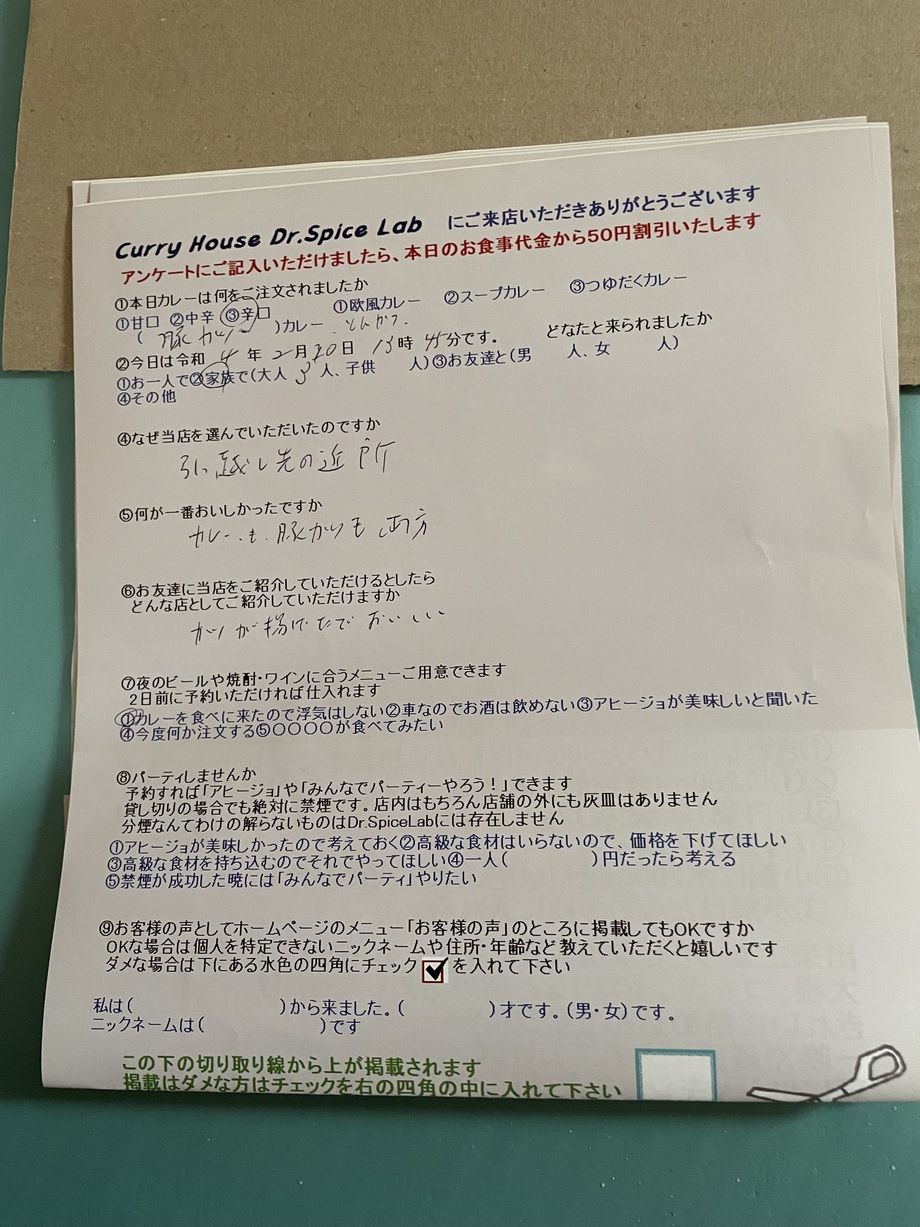 Curry House Dr.Spice Lab にご来店いただきありがとうございます
アンケートにご記入いただけましたら、本日のお食事代金から50円割引いたします
①本日カレーは何をご注文されましたか
①甘口 ②中辛 ③辛口 ①欧風カレー ②スープカレー ③つゆだくカレー
( 豚カツ )カレー とんかつ
②今日は令和 4 年 2 月 20 日 13 時 45 分です。 どなたと来られましたか
①お一人で②家族で(大人 3 人、子供 人)③お友達と(男 人、女 人)
④その他
④なぜ当店を選んでいただいたのですか
引っ越し先の近所
⑤何が一番おいしかったですか
カレーも豚カツも両方
⑥お友達に当店をご紹介していただけるとしたら
どんな店としてご紹介していただけますか
カツが揚げたてでおいしい
⑦夜のビールや焼酎・ワインに合うメニューご用意できます
2日前に予約いただければ仕入れます
①カレーを食べに来たので浮気はしない②車なのでお酒は飲めない③アヒージョが美味しいと聞いた
④今度何か注文する⑤〇〇〇〇が食べてみたい
⑧パーティしませんか
予約すれば「アヒージョ」や「みんなでパーティーやろう！」できます
貸し切りの場合でも絶対に禁煙です。店内はもちろん店舗の外にも灰皿はありません
分煙なんてわけの解らないものはDr.SpiceLabには存在しません
①アヒージョが美味しかったので考えておく②高級な食材はいらないので、価格を下げてほしい
③高級な食材を持ち込むのでそれでやってほしい④一人( )円だったら考える
⑤禁煙が成功した暁には「みんなでパーティ」やりたい
⑨お客様の声としてホームページのメニュー「お客様の声」のところに掲載してもOKですか
OKな場合は個人を特定できないニックネームや住所・年齢など教えていただくと嬉しいです
ダメな場合は下にある水色の四角にチェック を入れて下さい
私は( )から来ました。( )才です。(男・女)です。
ニックネームは( )です
この下の切り取り線から上が掲載されます
掲載はダメな方はチェックを右の四角の中に入れて下さい